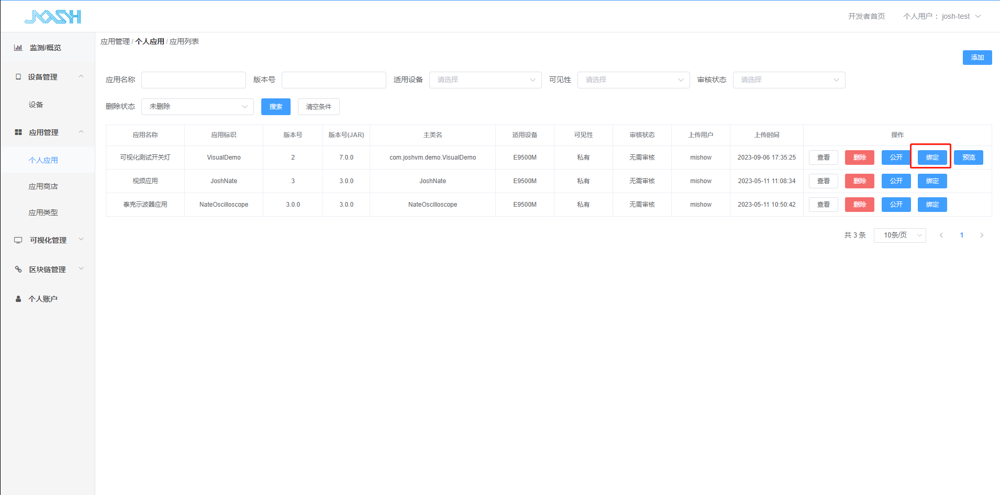 JOSH
开发者首页 个人用户： josh-test
监测/概览
设备管理
设备
应用管理
个人应用
应用商店
应用类型
可视化管理
区块链管理
个人账户
应用管理 / 个人应用 / 应用列表
添加
应用名称 版本号 适用设备 请选择 可见性 请选择 审核状态 请选择
删除状态 未删除 搜索 清空条件
应用名称 应用标识 版本号 版本号(JAR) 主类名 适用设备 可见性 审核状态 上传用户 上传时间 操作
可视化测试开关灯 VisualDemo 2 7.0.0 com.joshvm.demo.VisualDemo E9500M 私有 无需审核 mishow 2023-09-06 17:35:25 查看 删除 公开 绑定 预览
视频应用 JoshNate 3 3.0.0 JoshNate E9500M 私有 无需审核 mishow 2023-05-11 11:08:34 查看 删除 公开 绑定
泰克示波器应用 NateOscilloscope 3.0.0 3.0.0 NateOscilloscope E9500M 私有 无需审核 mishow 2023-05-11 10:50:42 查看 删除 公开 绑定
共 3 条 10条/页 1